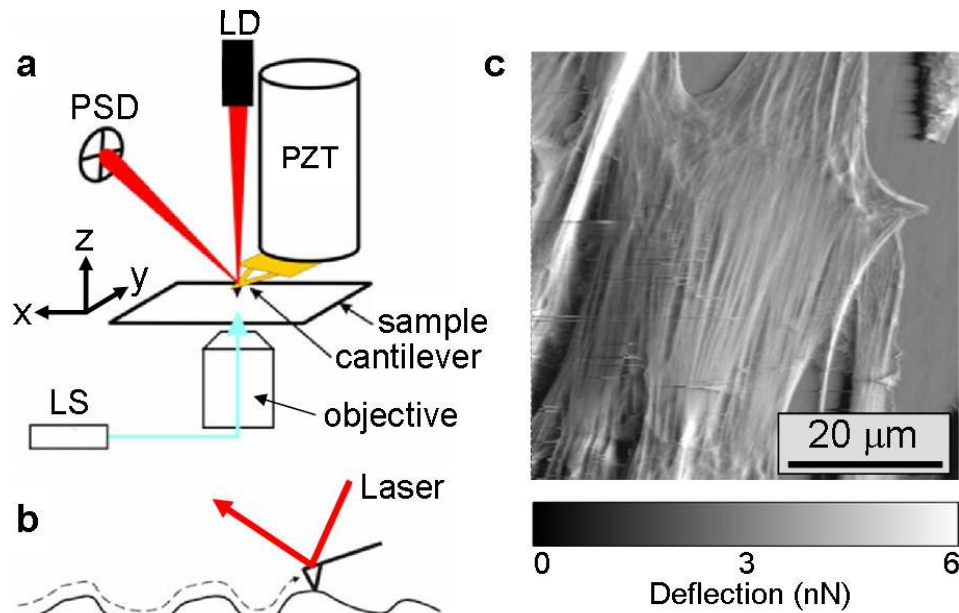 a
LD
PSD
PZT
z
y
x
sample
cantilever
LS
objective
b
Laser
c
20 μm
0 3 6
Deflection (nN)